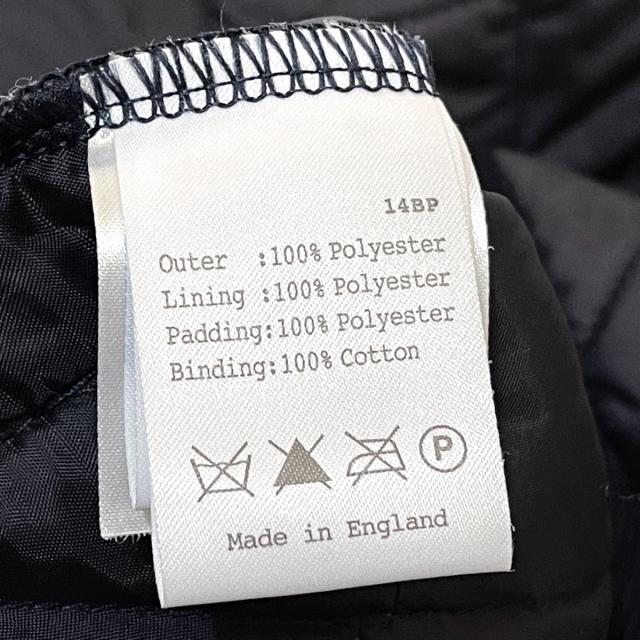 14BP
Outer :100% Polyester
Lining :100% Polyester
Padding:100% Polyester
Binding:100% Cotton
P
Made in England